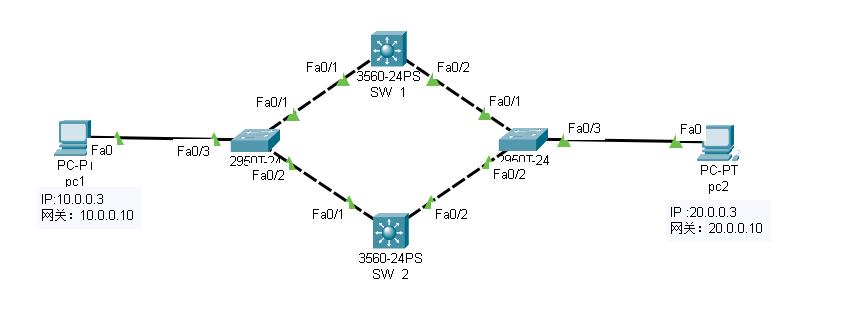 3560-24PS
SW 1
Fa0/1
Fa0/2
Fa0/1
Fa0/1
Fa0
Fa0/3
Fa0/3
Fa0
PC-PT
pc1
2950T-24
Fa0/2
2950T-24
Fa0/2
PC-PT
pc2
IP:10.0.0.3
网关：10.0.0.10
Fa0/1
Fa0/2
IP :20.0.0.3
网关：20.0.0.10
3560-24PS
SW 2